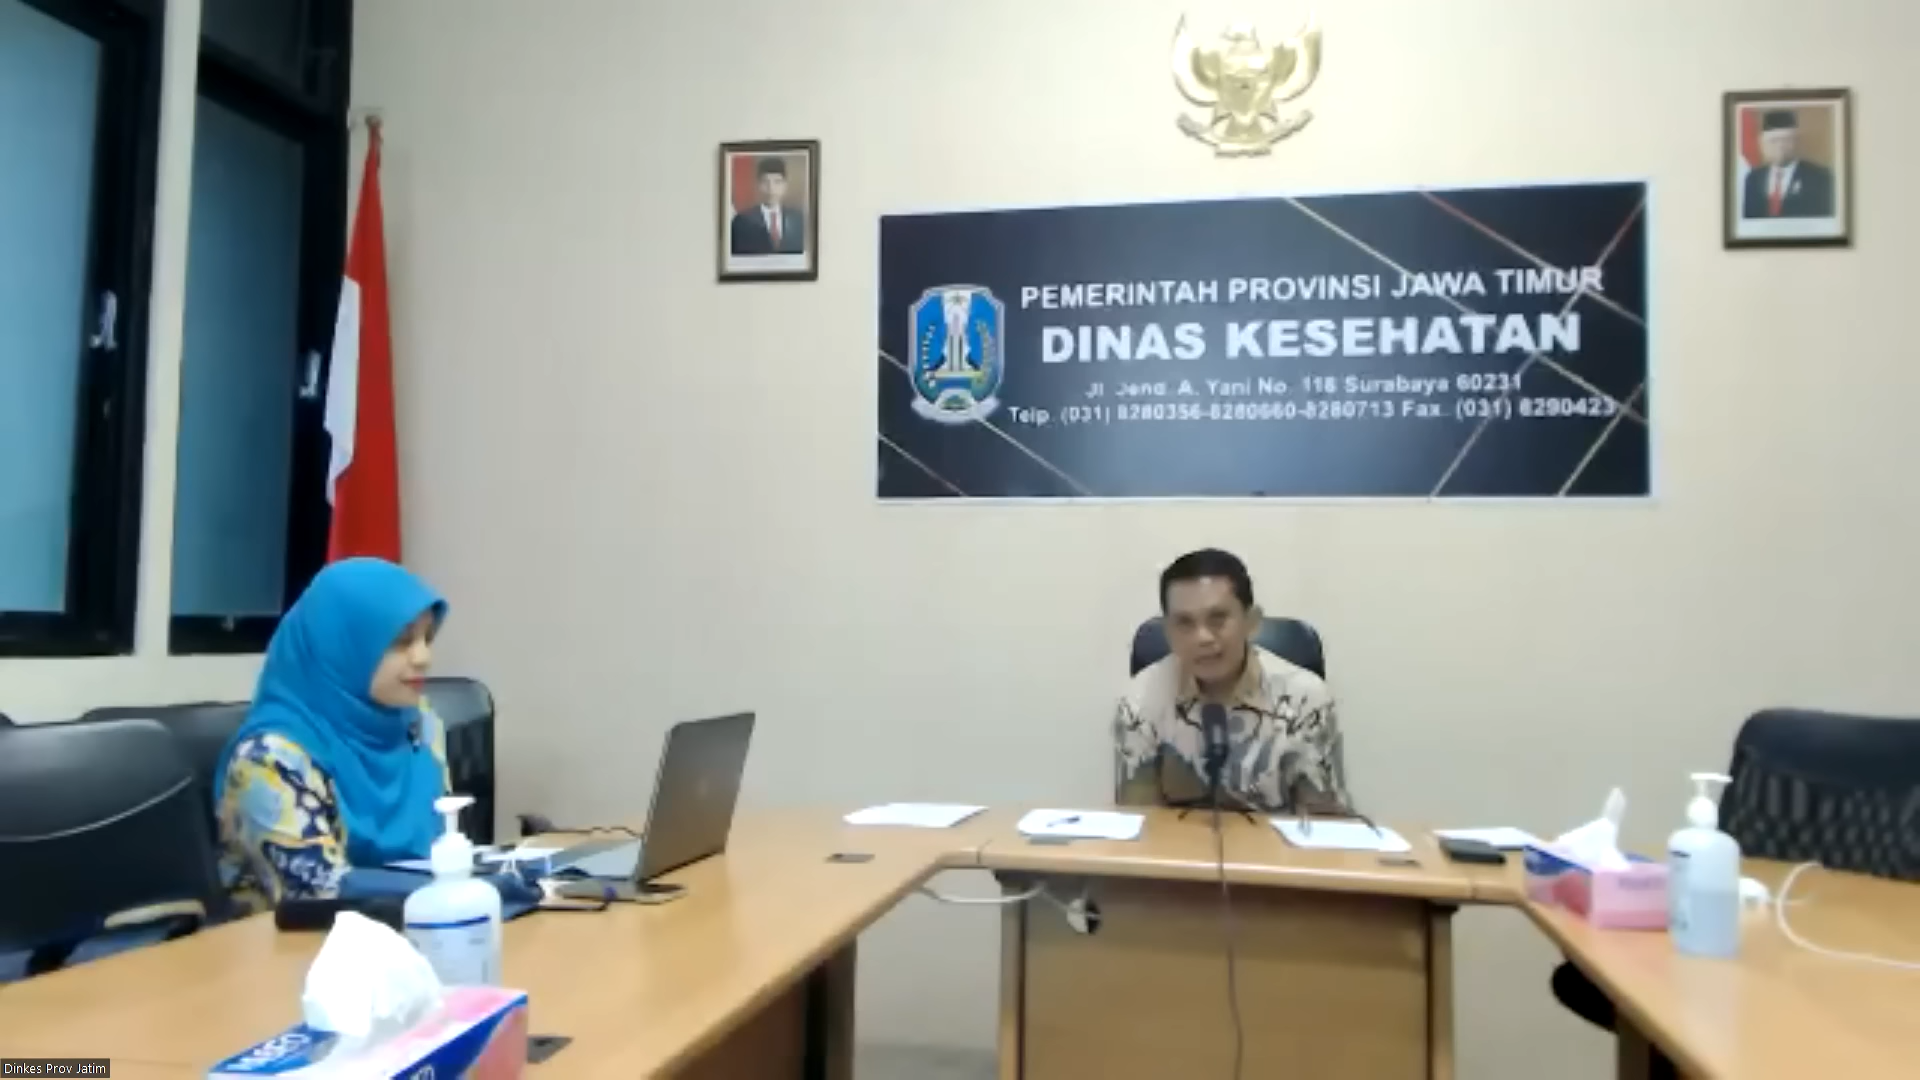 PEMERINTAH PROVINSI JAWA TIMUR
DINAS KESEHATAN
Jl. Jend. A. Yani No. 118 Surabaya 60231
Telp. (031) 8280356-8280660-8280713 Fax. (031) 8290423
Dinkes Prov Jatim